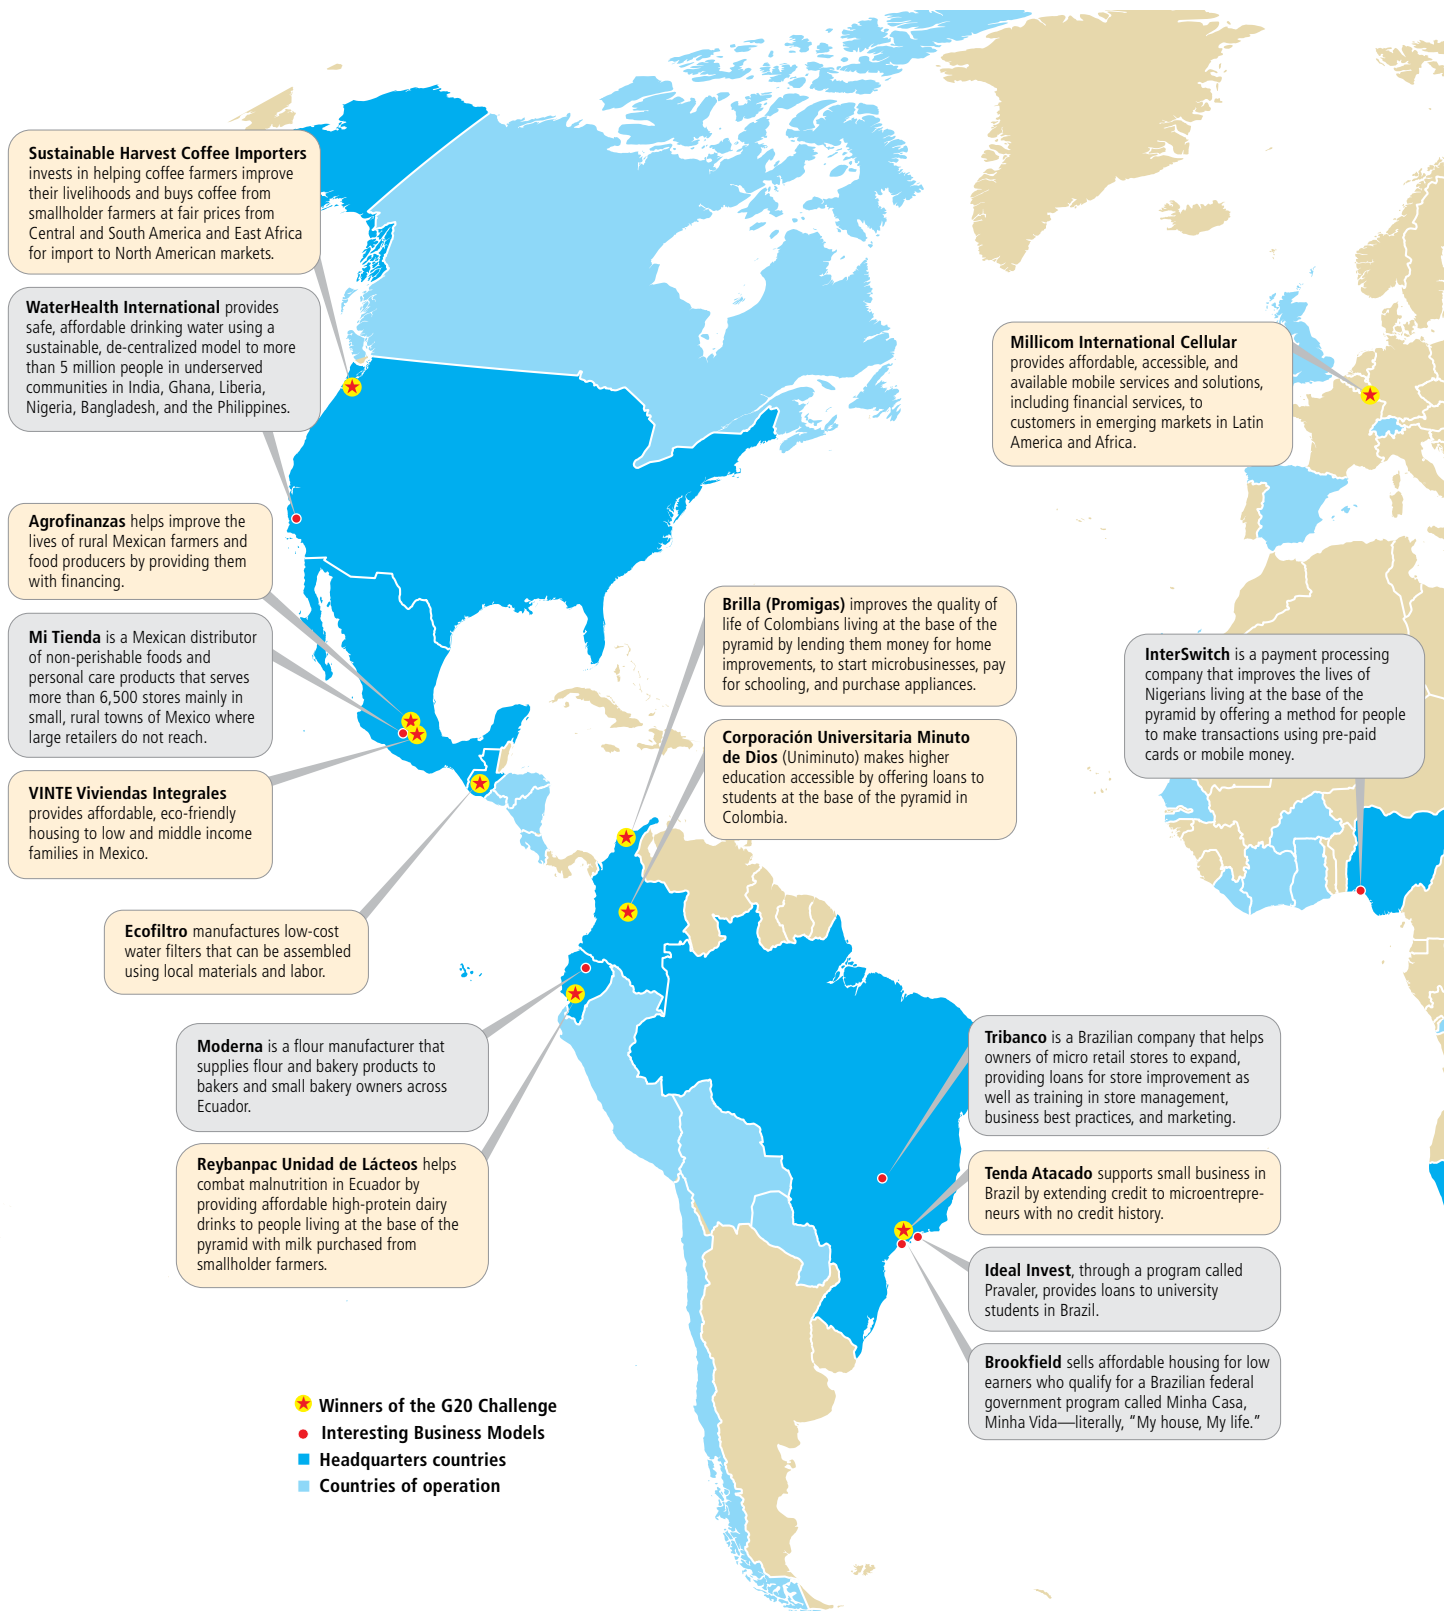 Sustainable Harvest Coffee Importers
invests in helping coffee farmers improve
their livelihoods and buys coffee from
smallholder farmers at fair prices from
Central and South America and East Africa
for import to North American markets.
WaterHealth International provides
safe, affordable drinking water using a
sustainable, de-centralized model to more
than 5 million people in underserved
communities in India, Ghana, Liberia,
Nigeria, Bangladesh, and the Philippines.
Agrofinanzas helps improve the
lives of rural Mexican farmers and
food producers by providing them
with financing.
Mi Tienda is a Mexican distributor
of non-perishable foods and
personal care products that serves
more than 6,500 stores mainly in
small, rural towns of Mexico where
large retailers do not reach.
VINTE Viviendas Integrales
provides affordable, eco-friendly
housing to low and middle income
families in Mexico.
Ecofiltro manufactures low-cost
water filters that can be assembled
using local materials and labor.
Moderna is a flour manufacturer that
supplies flour and bakery products to
bakers and small bakery owners across
Ecuador.
Reybanpac Unidad de Lácteos helps
combat malnutrition in Ecuador by
providing affordable high-protein dairy
drinks to people living at the base of the
pyramid with milk purchased from
smallholder farmers.
Millicom International Cellular
provides affordable, accessible, and
available mobile services and solutions,
including financial services, to
customers in emerging markets in Latin
America and Africa.
Brilla (Promigas) improves the quality of
life of Colombians living at the base of the
pyramid by lending them money for home
improvements, to start microbusinesses, pay
for schooling, and purchase appliances.
Corporación Universitaria Minuto
de Dios (Uniminuto) makes higher
education accessible by offering loans to
students at the base of the pyramid in
Colombia.
InterSwitch is a payment processing
company that improves the lives of
Nigerians living at the base of the
pyramid by offering a method for people
to make transactions using pre-paid
cards or mobile money.
Tribanco is a Brazilian company that helps
owners of micro retail stores to expand,
providing loans for store improvement as
well as training in store management,
business best practices, and marketing.
Tenda Atacado supports small business in
Brazil by extending credit to microentrepre-
neurs with no credit history.
Ideal Invest, through a program called
Pravaler, provides loans to university
students in Brazil.
Brookfield sells affordable housing for low
earners who qualify for a Brazilian federal
government program called Minha Casa,
Minha Vida—literally, “My house, My life.”
Winners of the G20 Challenge
Interesting Business Models
Headquarters countries
Countries of operation